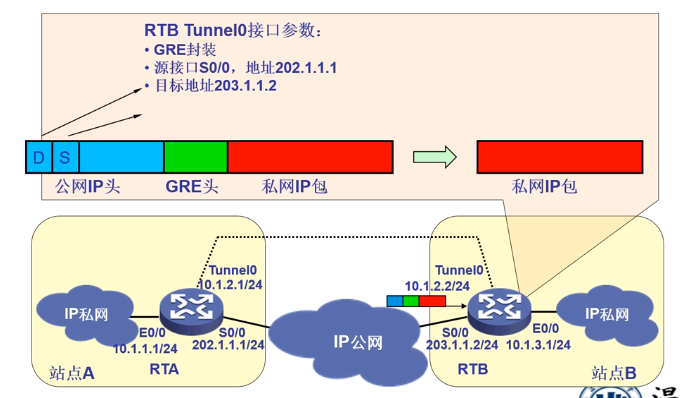 RTB Tunnel0接口参数：
• GRE封装
• 源接口S0/0，地址202.1.1.1
• 目标地址203.1.1.2
D S
公网IP头 GRE头 私网IP包 私网IP包
Tunnel0
10.1.2.1/24
Tunnel0
10.1.2.2/24
IP私网
IP公网
IP私网
E0/0
10.1.1.1/24
S0/0
202.1.1.1/24
S0/0
203.1.1.2/24
E0/0
10.1.3.1/24
站点A RTA RTB 站点B